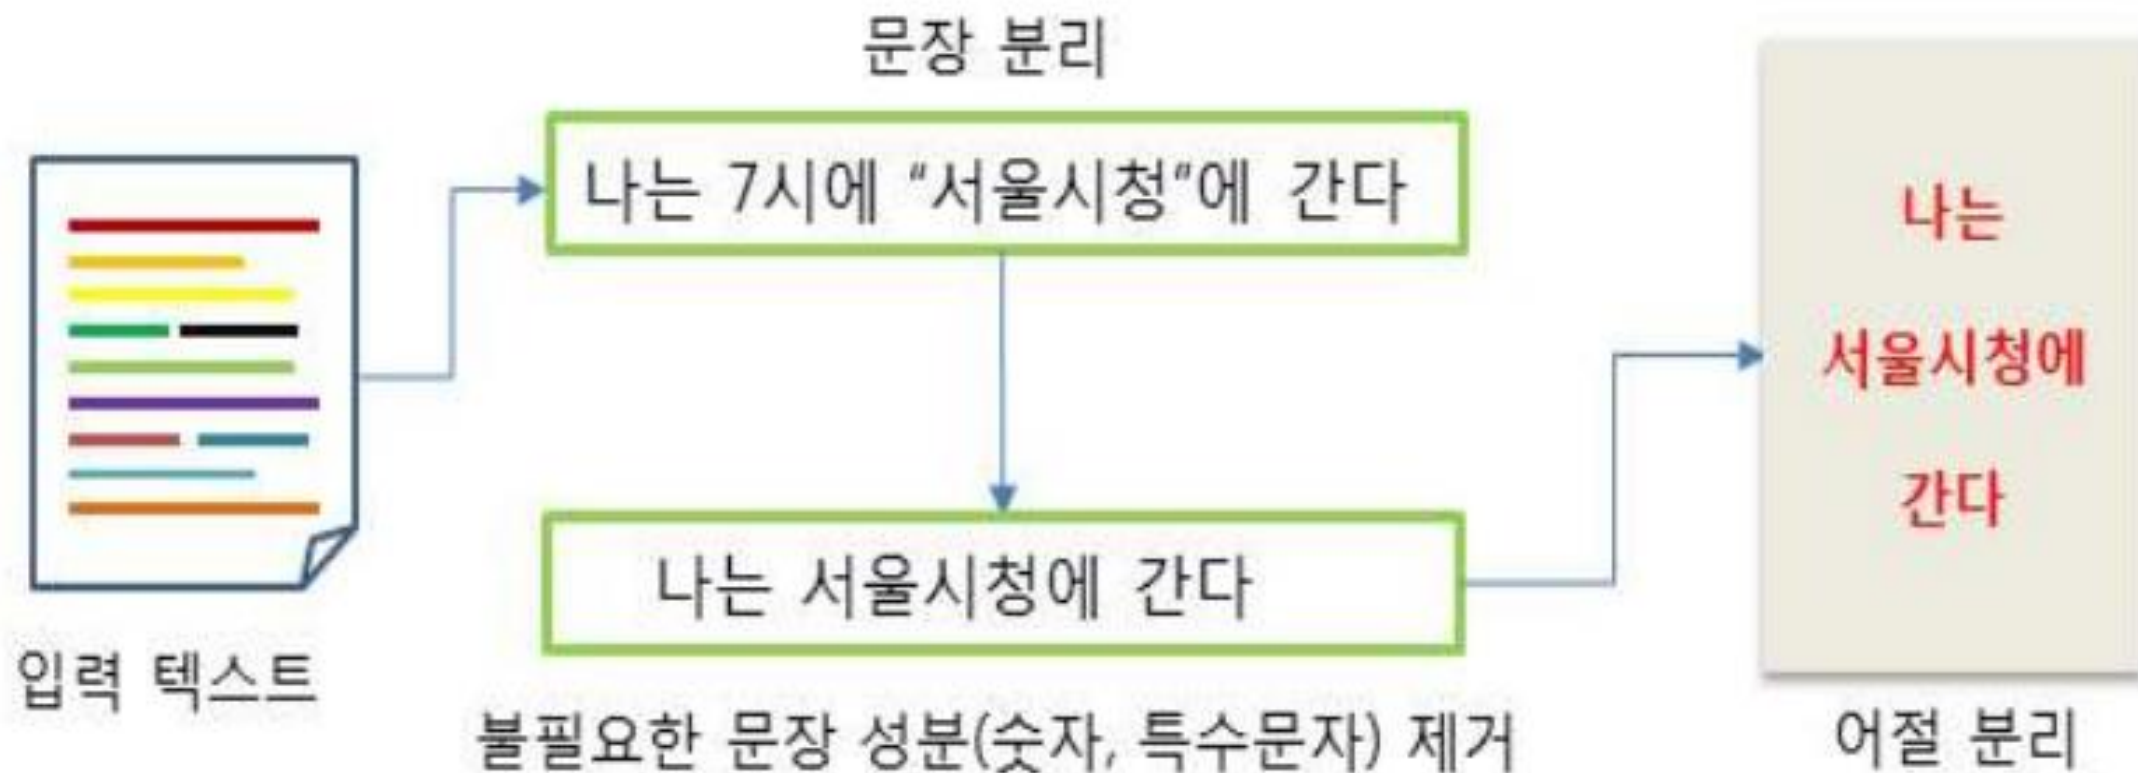 문장 분리
나는 7시에 “서울시청”에 간다
나는 서울시청에 간다
불필요한 문장 성분(숫자, 특수문자) 제거
입력 텍스트
나는
서울시청에
간다
어절 분리